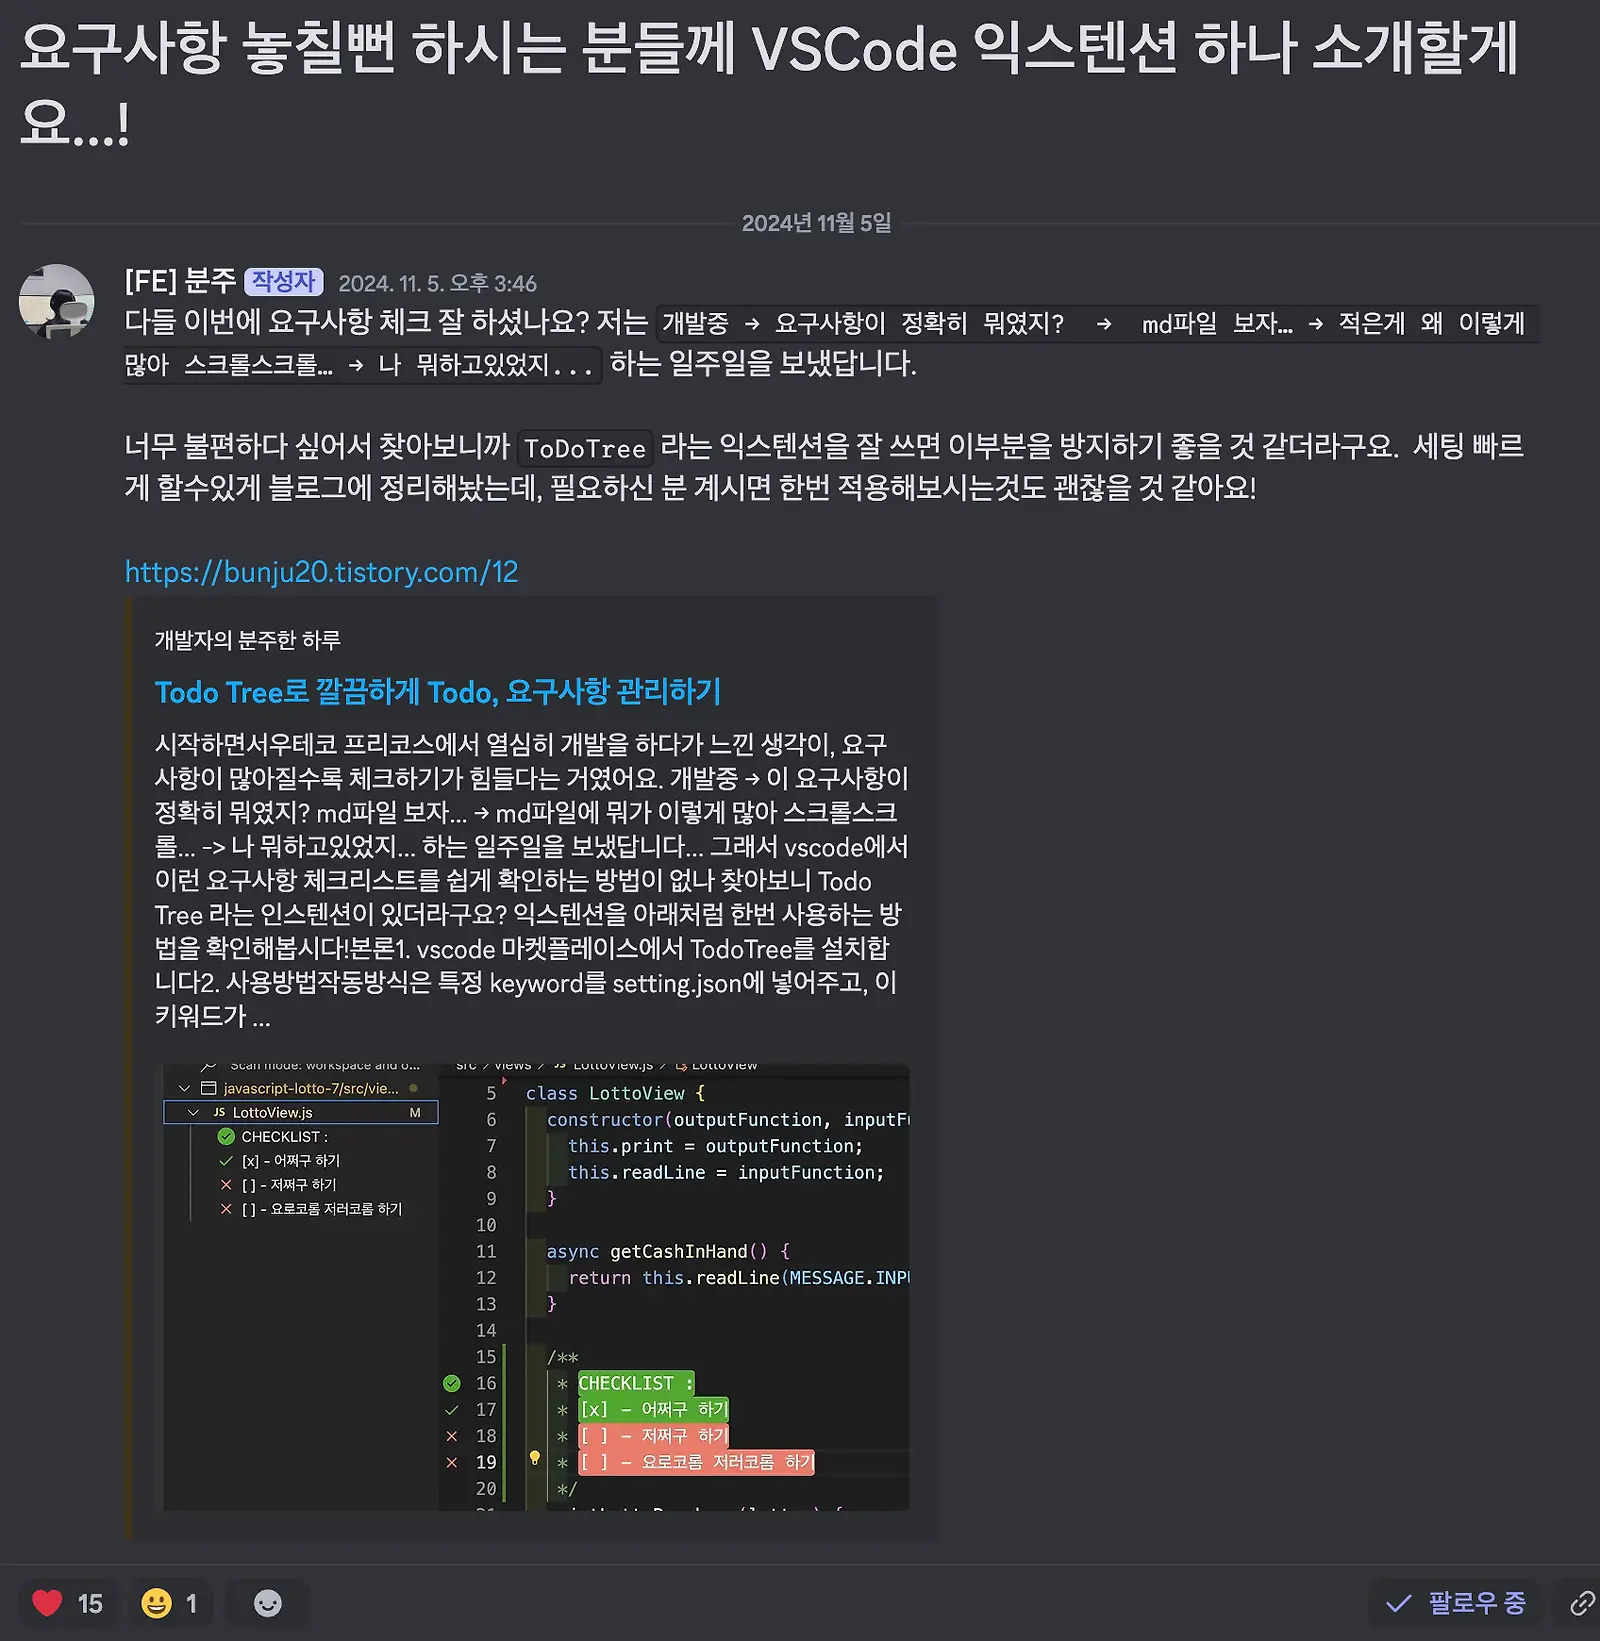 요구사항 놓칠뻔 하시는 분들께 VSCode 익스텐션 하나 소개할게
요...!
2024년 11월 5일
[FE] 분주 작성자 2024. 11. 5. 오후 3:46
다들 이번에 요구사항 체크 잘 하셨나요? 저는 개발중 → 요구사항이 정확히 뭐였지? → md파일 보자… → 적은게 왜 이렇게
많아 스크롤스크롤… → 나 뭐하고있었지... 하는 일주일을 보냈답니다.
너무 불편하다 싶어서 찾아보니까 ToDoTree 라는 익스텐션을 잘 쓰면 이부분을 방지하기 좋을 것 같더라구요. 세팅 빠르
게 할수있게 블로그에 정리해놨는데, 필요하신 분 계시면 한번 적용해보시는것도 괜찮을 것 같아요!
https://bunju20.tistory.com/12
개발자의 분주한 하루
Todo Tree로 깔끔하게 Todo, 요구사항 관리하기
시작하면서우테코 프리코스에서 열심히 개발을 하다가 느낀 생각이, 요구
사항이 많아질수록 체크하기가 힘들다는 거였어요. 개발중 → 이 요구사항이
정확히 뭐였지? md파일 보자… → md파일에 뭐가 이렇게 많아 스크롤스크
롤… -> 나 뭐하고있었지… 하는 일주일을 보냈답니다… 그래서 vscode에서
이런 요구사항 체크리스트를 쉽게 확인하는 방법이 없나 찾아보니 Todo
Tree 라는 인스텐션이 있더라구요? 익스텐션을 아래처럼 한번 사용하는 방
법을 확인해봅시다!본론1. vscode 마켓플레이스에서 TodoTree를 설치합
니다2. 사용방법작동방식은 특정 keyword를 setting.json에 넣어주고, 이
키워드가 ...
Scan mode: workspace and o...
javascript-lotto-7/src/vie...
JS LottoView.js M
CHECKLIST :
[x] - 어쩌구 하기
[ ] - 저쩌구 하기
[ ] - 요로코롬 저러코롬 하기
src > views > JS LottoView.js > LottoView
5 class LottoView {
6 constructor(outputFunction, inputFu
7 this.print = outputFunction;
8 this.readLine = inputFunction;
9 }
10
11 async getCashInHand() {
12 return this.readLine(MESSAGE.INPU
13 }
14
15 /**
16 * CHECKLIST :
17 * [x] - 어쩌구 하기
18 * [ ] - 저쩌구 하기
19 * [ ] - 요로코롬 저러코롬 하기
20 */
15
1
팔로우 중